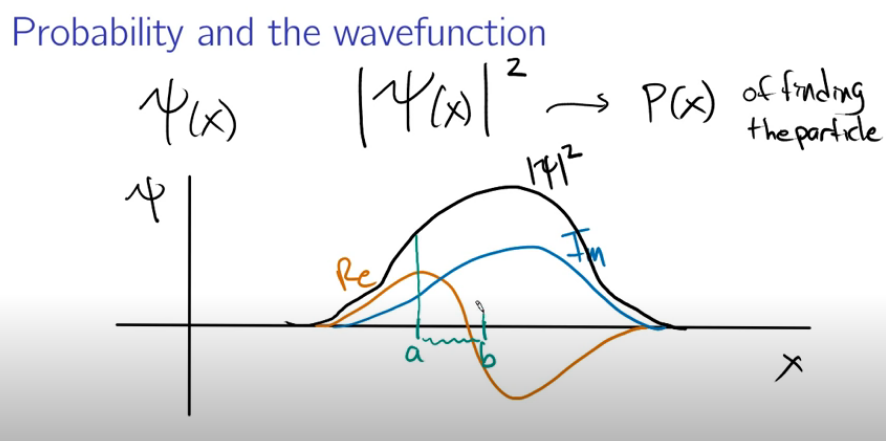 Probability and the wavefunction
ψ(x) |ψ(x)|² → P(x) of finding
the particle
ψ
|ψ|²
Re
Im
a
b
x